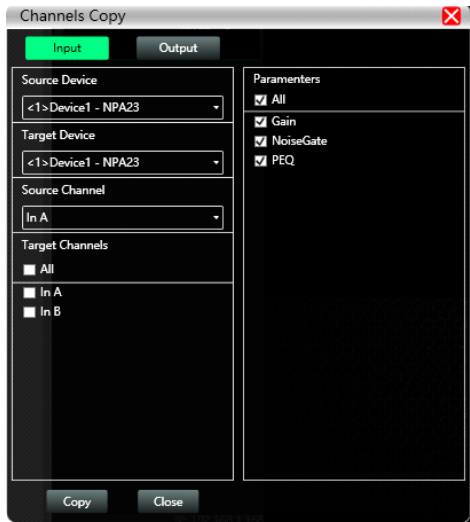 Channels Copy
Input
Output
Source Device
<1>Device1 - NPA23
Target Device
<1>Device1 - NPA23
Source Channel
In A
Target Channels
All
In A
In B
Paramenters
All
Gain
NoiseGate
PEQ
Copy
Close